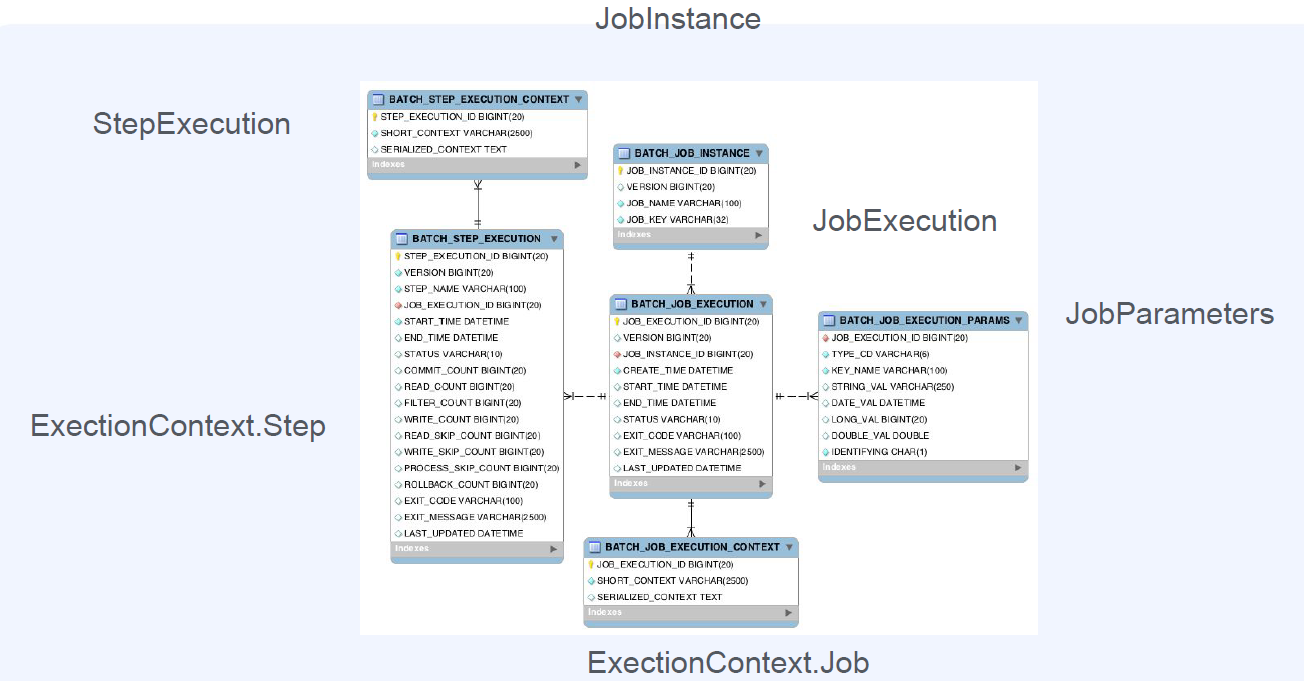 JobInstance
StepExecution
BATCH_STEP_EXECUTION_CONTEXT
STEP_EXECUTION_ID BIGINT(20)
SHORT_CONTEXT VARCHAR(2500)
SERIALIZED_CONTEXT TEXT
Indexes
BATCH_JOB_INSTANCE
JOB_INSTANCE_ID BIGINT(20)
VERSION BIGINT(20)
JOB_NAME VARCHAR(100)
JOB_KEY VARCHAR(32)
Indexes
JobExecution
BATCH_STEP_EXECUTION
STEP_EXECUTION_ID BIGINT(20)
VERSION BIGINT(20)
STEP_NAME VARCHAR(100)
JOB_EXECUTION_ID BIGINT(20)
START_TIME DATETIME
END_TIME DATETIME
STATUS VARCHAR(10)
COMMIT_COUNT BIGINT(20)
READ_COUNT BIGINT(20)
FILTER_COUNT BIGINT(20)
WRITE_COUNT BIGINT(20)
READ_SKIP_COUNT BIGINT(20)
WRITE_SKIP_COUNT BIGINT(20)
PROCESS_SKIP_COUNT BIGINT(20)
ROLLBACK_COUNT BIGINT(20)
EXIT_CODE VARCHAR(100)
EXIT_MESSAGE VARCHAR(2500)
LAST_UPDATED DATETIME
Indexes
BATCH_JOB_EXECUTION
JOB_EXECUTION_ID BIGINT(20)
VERSION BIGINT(20)
JOB_INSTANCE_ID BIGINT(20)
CREATE_TIME DATETIME
START_TIME DATETIME
END_TIME DATETIME
STATUS VARCHAR(10)
EXIT_CODE VARCHAR(100)
EXIT_MESSAGE VARCHAR(2500)
LAST_UPDATED DATETIME
Indexes
BATCH_JOB_EXECUTION_PARAMS
JOB_EXECUTION_ID BIGINT(20)
TYPE_CD VARCHAR(6)
KEY_NAME VARCHAR(100)
STRING_VAL VARCHAR(250)
DATE_VAL DATETIME
LONG_VAL BIGINT(20)
DOUBLE_VAL DOUBLE
IDENTIFYING CHAR(1)
Indexes
JobParameters
ExectionContext.Step
BATCH_JOB_EXECUTION_CONTEXT
JOB_EXECUTION_ID BIGINT(20)
SHORT_CONTEXT VARCHAR(2500)
SERIALIZED_CONTEXT TEXT
Indexes
ExectionContext.Job